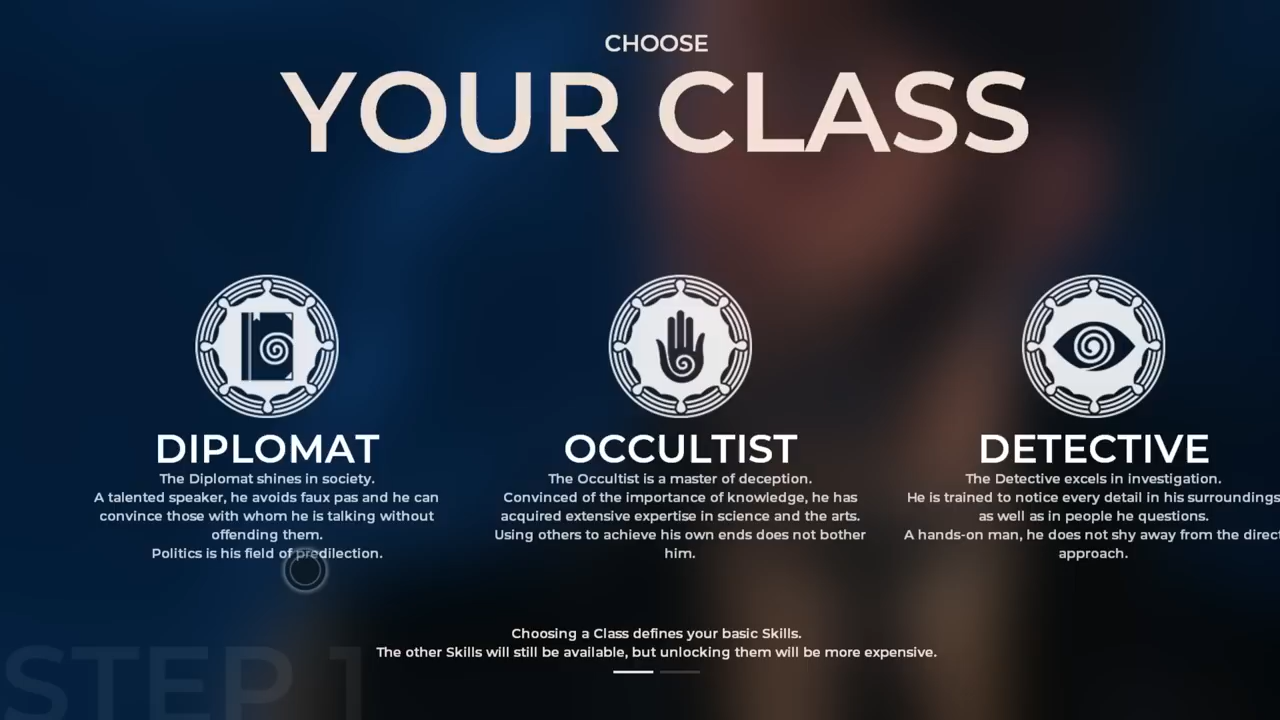 CHOOSE
YOUR CLASS
DIPLOMAT
The Diplomat shines in society.
A talented speaker, he avoids faux pas and he can
convince those with whom he is talking without
offending them.
Politics is his field of predilection.
OCCULTIST
The Occultist is a master of deception.
Convinced of the importance of knowledge, he has
acquired extensive expertise in science and the arts.
Using others to achieve his own ends does not bother
him.
DETECTIVE
The Detective excels in investigation.
He is trained to notice every detail in his surroundings
as well as in people he questions.
A hands-on man, he does not shy away from the direct
approach.
Choosing a Class defines your basic Skills.
The other Skills will still be available, but unlocking them will be more expensive.
STEP 1